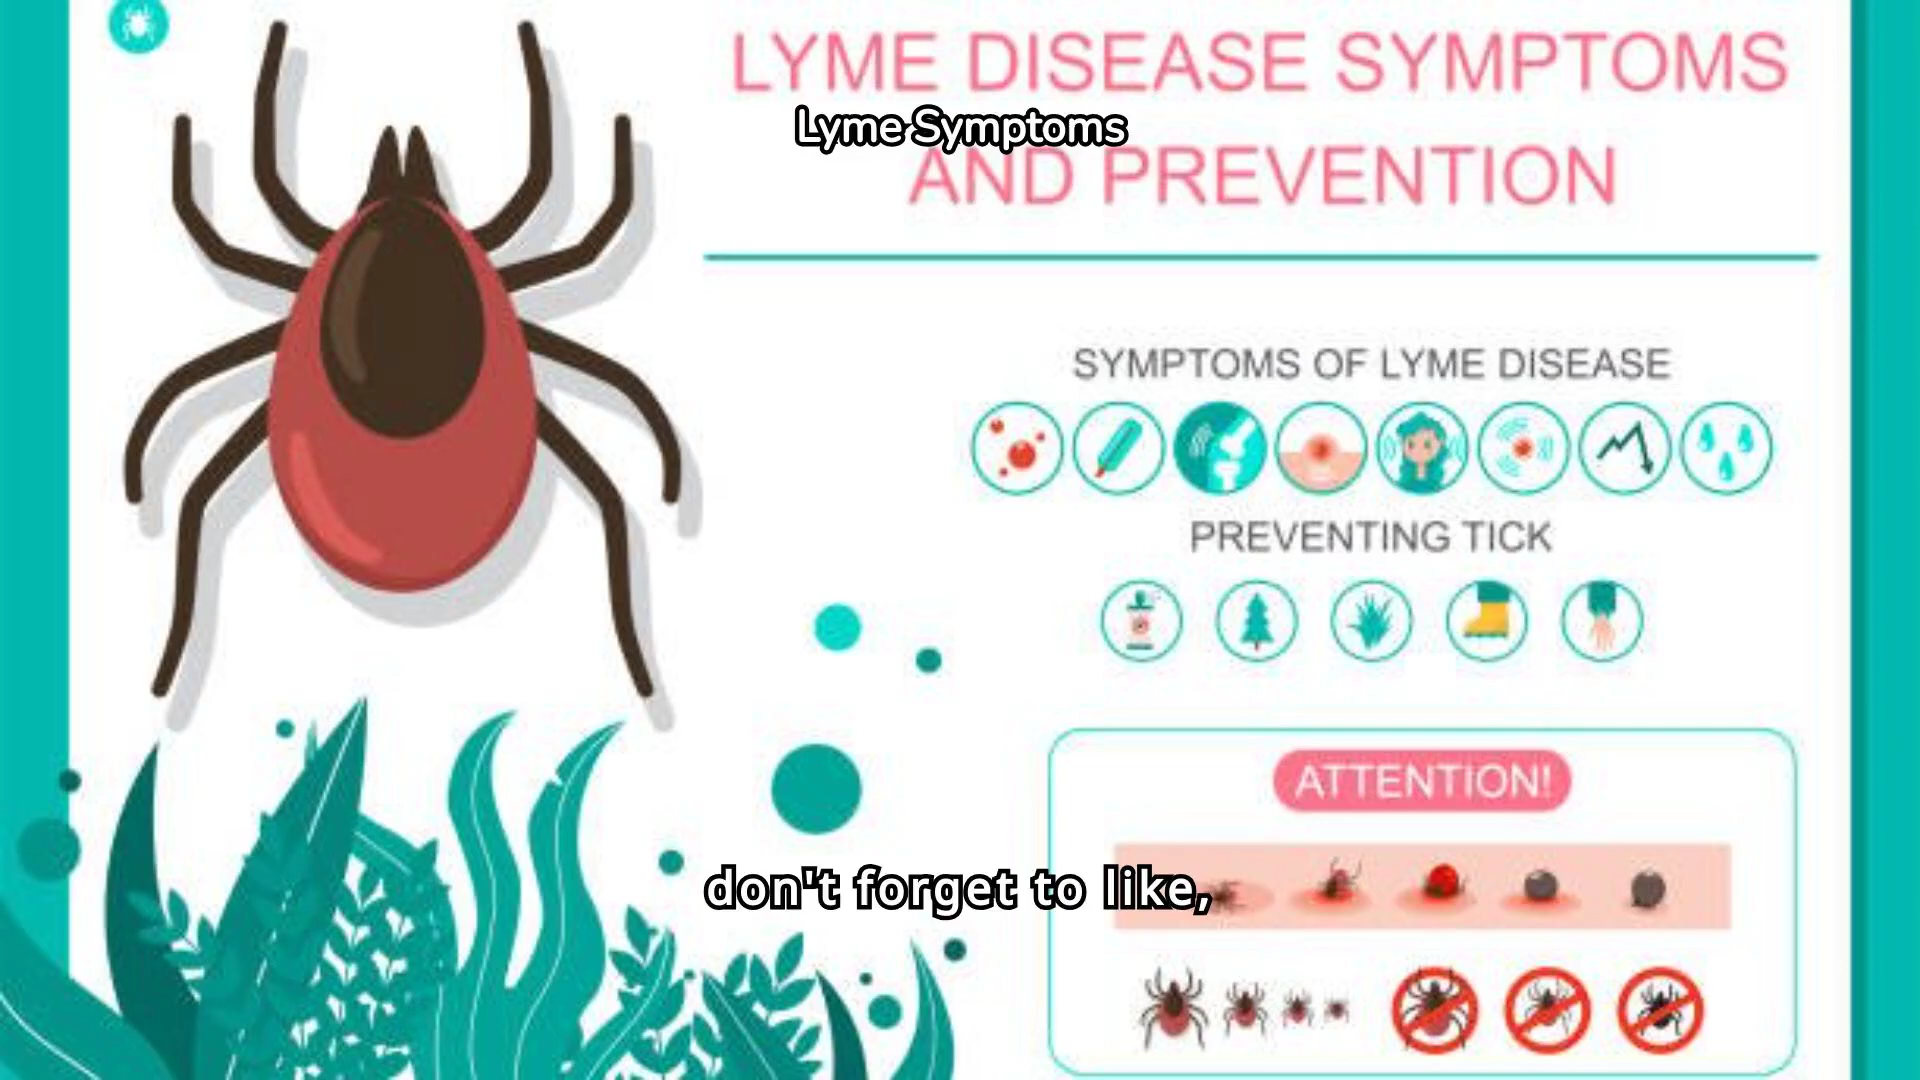 LYME DISEASE SYMPTOMS
Lyme Symptoms
AND PREVENTION
SYMPTOMS OF LYME DISEASE
PREVENTING TICK
ATTENTION!
don't forget to like,